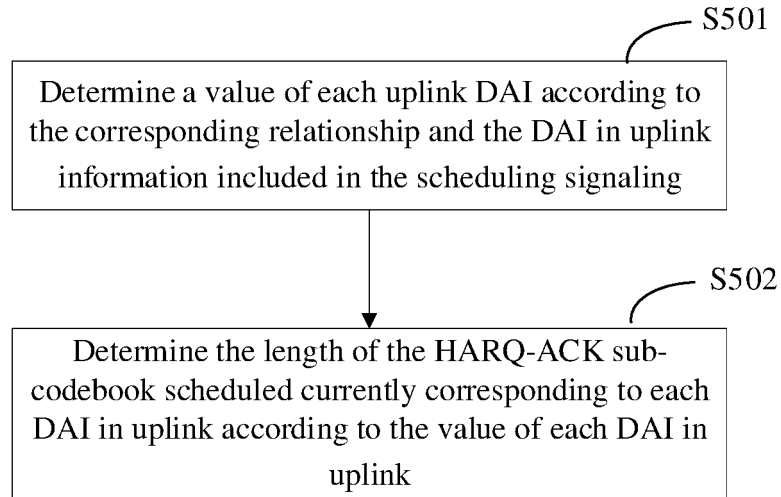 S501
Determine a value of each uplink DAI according to
the corresponding relationship and the DAI in uplink
information included in the scheduling signaling
S502
Determine the length of the HARQ-ACK sub-
codebook scheduled currently corresponding to each
DAI in uplink according to the value of each DAI in
uplink